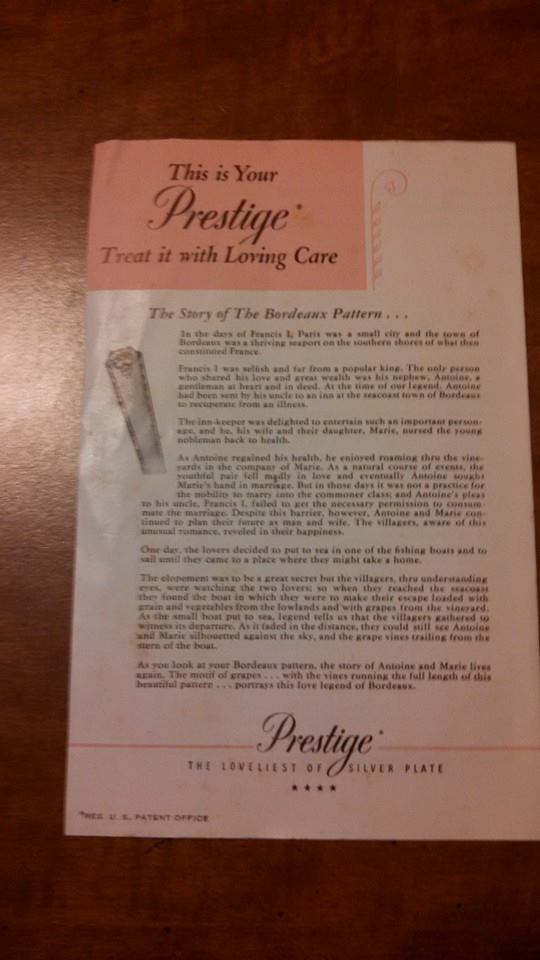 This is Your
Prestige*
Treat it with Loving Care
The Story of The Bordeaux Pattern . . .
In the days of Francis I, Paris was a small city and the town of
Bordeaux was a thriving seaport on the southern shores of what then
constituted France.
Francis I was selfish and far from a popular king. The only person
who shared his love and great wealth was his nephew, Antoine, a
gentleman at heart and in deed. At the time of our legend, Antoine
had been sent by his uncle to an inn at the seacoast town of Bordeaux
to recuperate from an illness.
The inn-keeper was delighted to entertain such an important person-
age, and he, his wife and their daughter, Marie, nursed the young
nobleman back to health.
As Antoine regained his health, he enjoyed roaming thru the vine-
yards in the company of Marie. As a natural course of events, the
youthful pair fell madly in love and eventually Antoine sought
Marie's hand in marriage. But in those days it was not a practice for
the nobility to marry into the commoner class; and Antoine's pleas
to his uncle, Francis I, failed to get the necessary permission to consum-
mate the marriage. Despite this barrier, however, Antoine and Marie con-
tinued to plan their future as man and wife. The villagers, aware of this
unusual romance, reveled in their happiness.
One day, the lovers decided to put to sea in one of the fishing boats and to
sail until they came to a place where they might take a home.
The elopement was to be a great secret but the villagers, thru understanding
eyes, were watching the two lovers; so when they reached the seacoast
they found the boat in which they were to make their escape loaded with
grain and vegetables from the lowlands and with grapes from the vineyard.
As the small boat put to sea, legend tells us that the villagers gathered to
witness its departure. As it faded in the distance, they could still see Antoine
and Marie silhouetted against the sky, and the grape vines trailing from the
stern of the boat.
As you look at your Bordeaux pattern, the story of Antoine and Marie lives
again. The motif of grapes . . . with the vines running the full length of this
beautiful pattern . . . portrays this love legend of Bordeaux.
Prestige*
THE LOVELIEST OF SILVER PLATE
★★★★
*REG. U. S. PATENT OFFICE